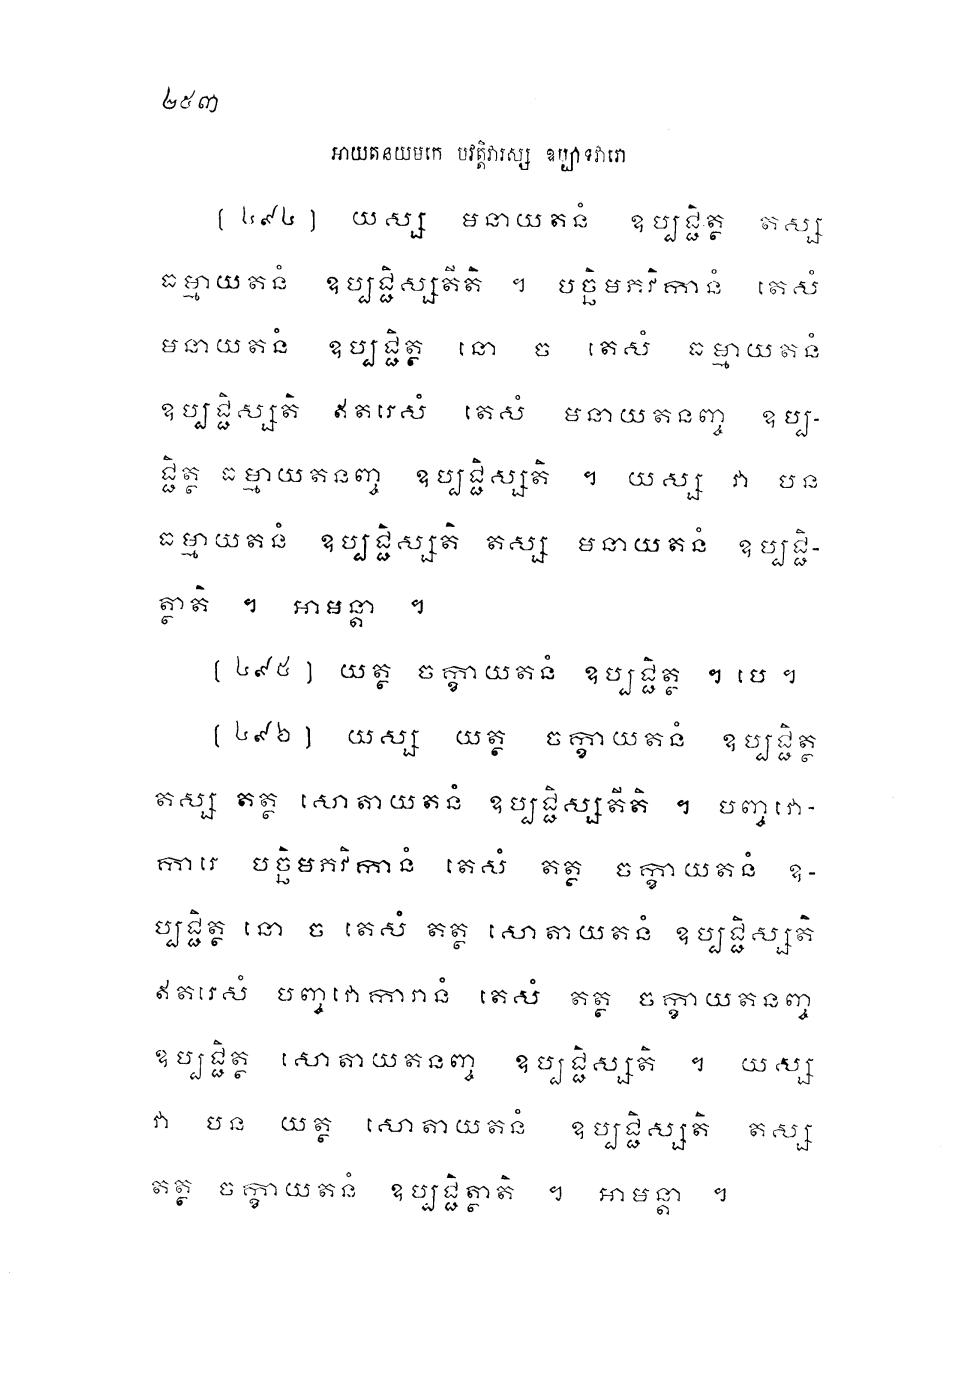 ២៥៣
អាយតនយមកេ បវត្តិវារស្ស ឧប្បាទវារោ
[ ៤៩៤ ] យស្ស មនាយតនំ ឧប្បជ្ជិត្ថ តស្ស
ធម្មាយតនំ ឧប្បជ្ជិស្សតីតិ ។ បច្ឆិមភវិកានំ តេសំ
មនាយតនំ ឧប្បជ្ជិត្ថ នោ ច តេសំ ធម្មាយតនំ
ឧប្បជ្ជិស្សតិ ឥតរេសំ តេសំ មនាយតនញ្ច ឧប្ប-
ជ្ជិត្ថ ធម្មាយតនញ្ច ឧប្បជ្ជិស្សតិ ។ យស្ស វា បន
ធម្មាយតនំ ឧប្បជ្ជិស្សតិ តស្ស មនាយតនំ ឧប្បជ្ជិ-
ត្ថាតិ ។ អាមន្តា ។
[ ៤៩៥ ] យត្ថ ចក្ខាយតនំ ឧប្បជ្ជិត្ថ ។ បេ ។
[ ៤៩៦ ] យស្ស យត្ថ ចក្ខាយតនំ ឧប្បជ្ជិត្ថ
តស្ស តត្ថ សោតាយតនំ ឧប្បជ្ជិស្សតីតិ ។ បញ្ចវោ-
ការេ បច្ឆិមភវិកានំ តេសំ តត្ថ ចក្ខាយតនំ ឧ-
ប្បជ្ជិត្ថ នោ ច តេសំ តត្ថ សោតាយតនំ ឧប្បជ្ជិស្សតិ
ឥតរេសំ បញ្ចវោការានំ តេសំ តត្ថ ចក្ខាយតនញ្ច
ឧប្បជ្ជិត្ថ សោតាយតនញ្ច ឧប្បជ្ជិស្សតិ ។ យស្ស
វា បន យត្ថ សោតាយតនំ ឧប្បជ្ជិស្សតិ តស្ស
តត្ថ ចក្ខាយតនំ ឧប្បជ្ជិត្ថាតិ ។ អាមន្តា ។